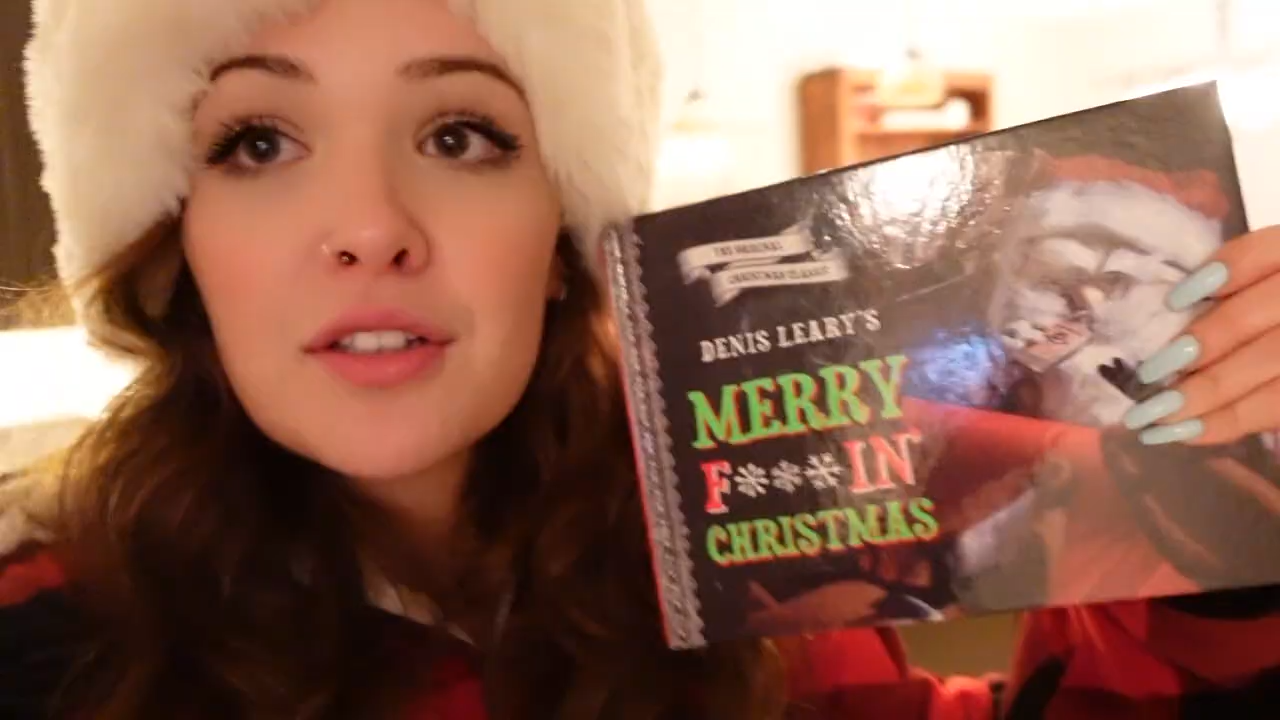 THE ORIGINAL
CHRISTMAS CLASSIC
DENIS LEARY'S
MERRY
F***IN'
CHRISTMAS